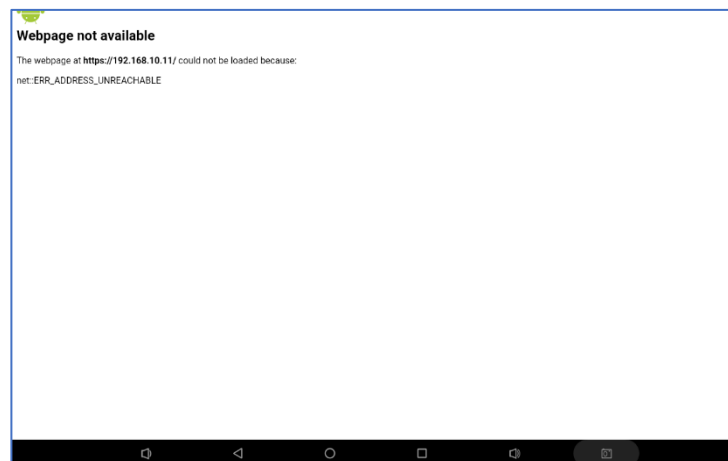 Webpage not available
The webpage at https://192.168.10.11/ could not be loaded because:
net::ERR_ADDRESS_UNREACHABLE